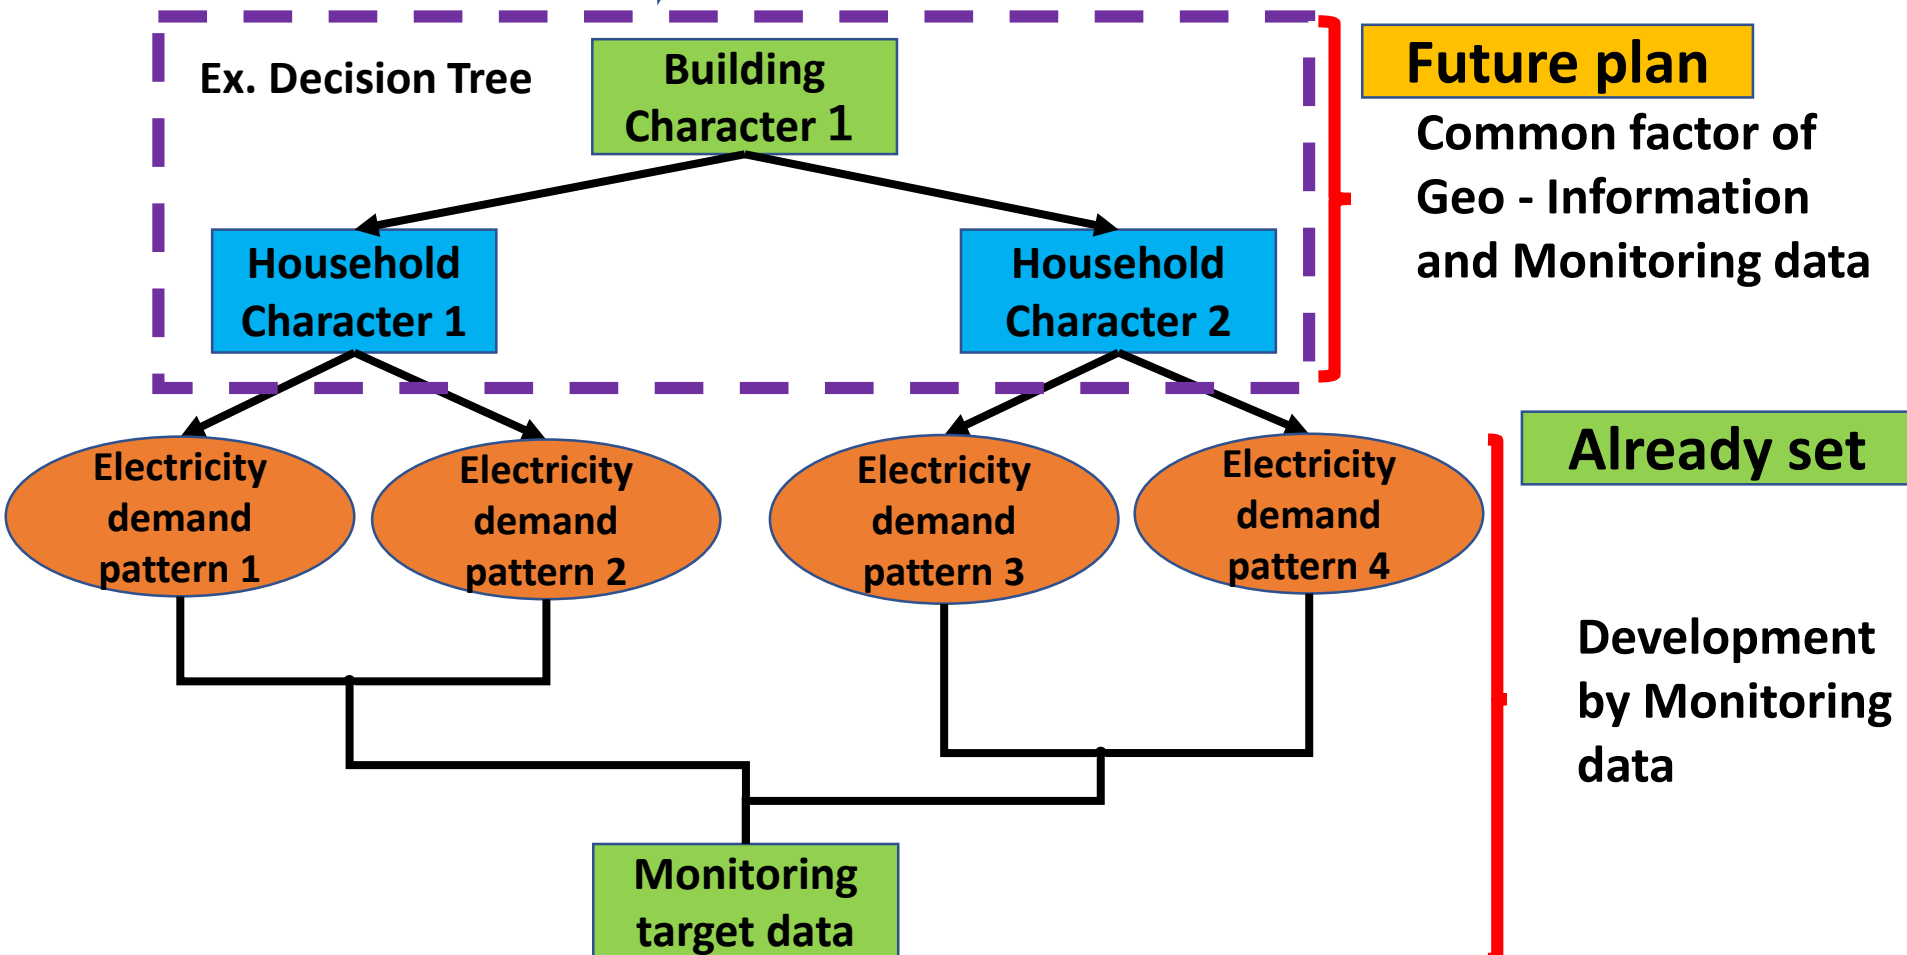 Ex. Decision Tree
Building
Character 1
Future plan
Common factor of
Geo - Information
and Monitoring data
Household
Character 1
Household
Character 2
Already set
Electricity
demand
pattern 1
Electricity
demand
pattern 2
Electricity
demand
pattern 3
Electricity
demand
pattern 4
Development
by Monitoring
data
Monitoring
target data